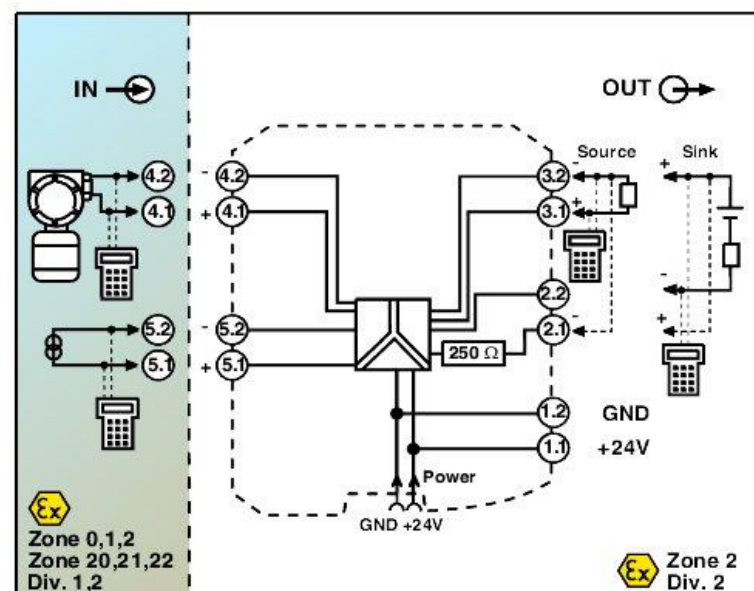 IN
OUT
Source
Sink
4.2
4.1
-
+
4.2
4.1
3.2
3.1
-
+
+
-
+
5.2
5.1
-
+
5.2
5.1
2.2
2.1
-
250 Ω
1.2
GND
1.1
+24V
Power
GND +24V
Ex
Zone 0,1,2
Zone 20,21,22
Div. 1,2
Ex
Zone 2
Div. 2